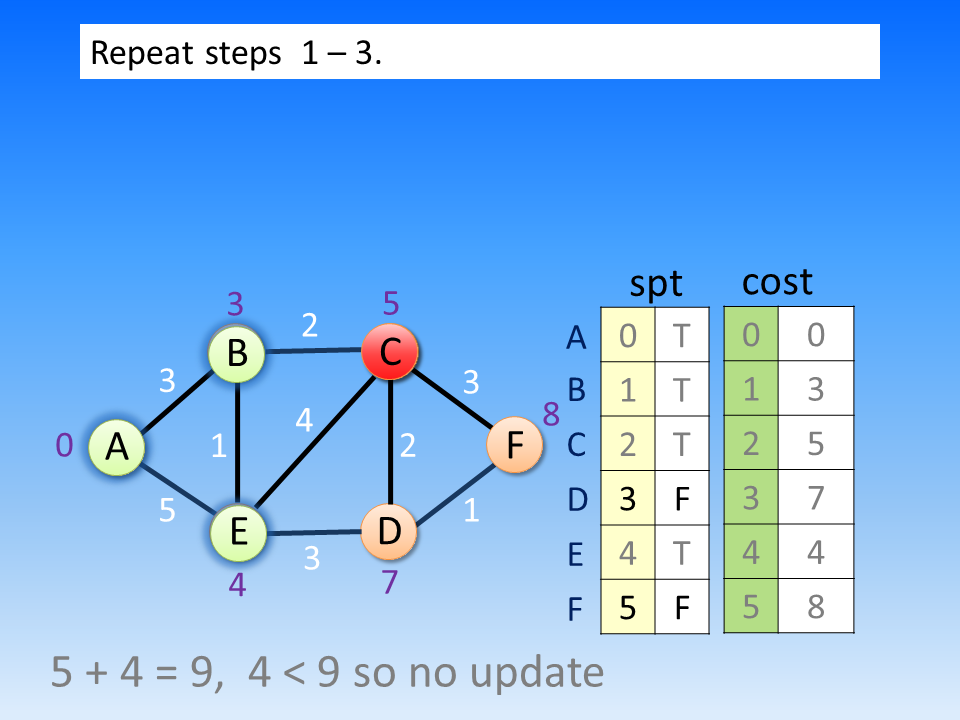 Repeat steps 1 – 3.
spt cost
3 5
2
A 0 T 0 0
B C
3 3
B 1 T 1 3
4 8
0 A 1 2 F
C 2 T 2 5
D 3 F 3 7
5 1
E D
3
E 4 T 4 4
4 7
F 5 F 5 8
5 + 4 = 9, 4 < 9 so no update